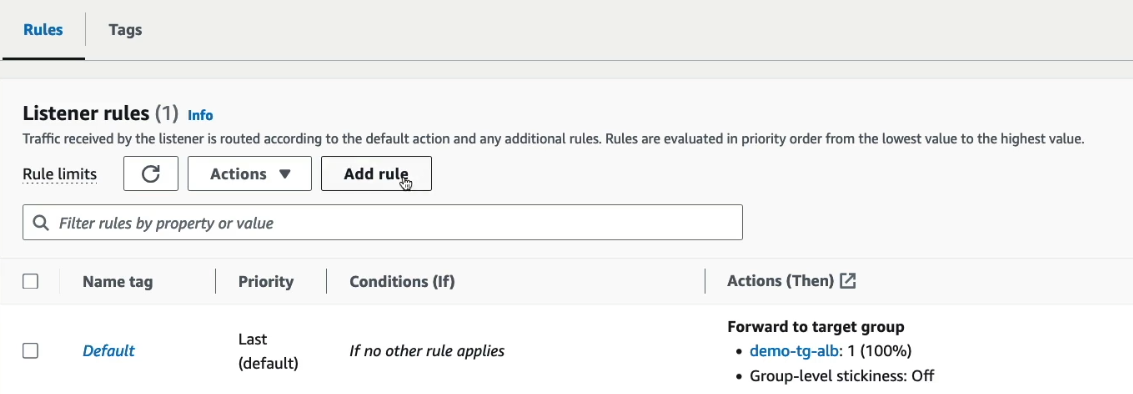 Rules
Tags
Listener rules (1) Info
Traffic received by the listener is routed according to the default action and any additional rules. Rules are evaluated in priority order from the lowest value to the highest value.
Rule limits
Actions
Add rule
Filter rules by property or value
Name tag
Priority
Conditions (If)
Actions (Then)
Default
Last
(default)
If no other rule applies
Forward to target group
• demo-tg-alb: 1 (100%)
• Group-level stickiness: Off